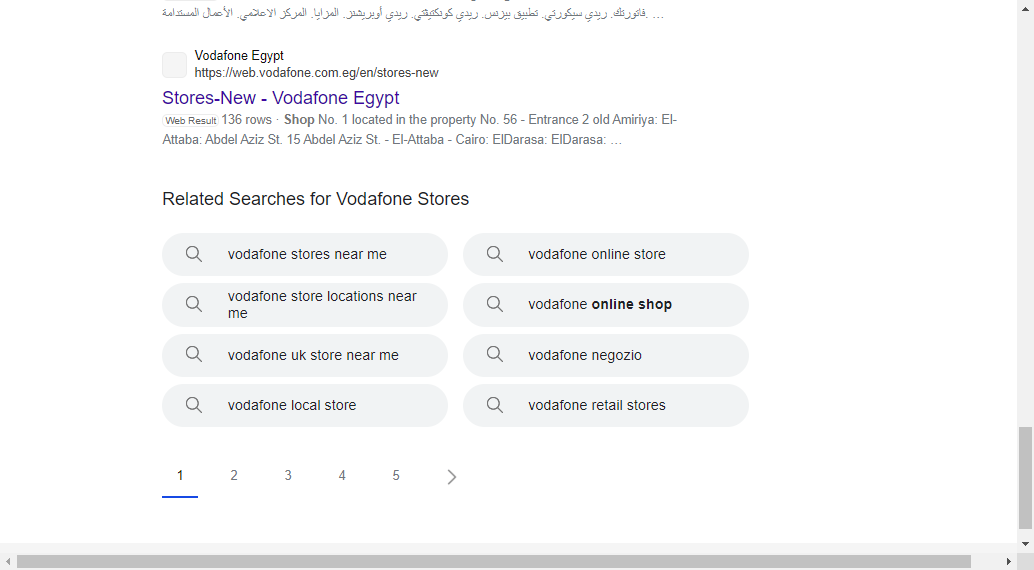 فاتورتك. ريدي سيكورتي. تطبيق بيزنس. ريدي كونكتيفتي. ريدي أوبريشنز. المزايا. المركز الاعلامي. الأعمال المستدامة. ...
Vodafone Egypt
https://web.vodafone.com.eg/en/stores-new
Stores-New - Vodafone Egypt
Web Result 136 rows · Shop No. 1 located in the property No. 56 - Entrance 2 old Amiriya: El-
Attaba: Abdel Aziz St. 15 Abdel Aziz St. - El-Attaba - Cairo: ElDarasa: ElDarasa: ...
Related Searches for Vodafone Stores
vodafone stores near me
vodafone online store
vodafone store locations near
me
vodafone online shop
vodafone uk store near me
vodafone negozio
vodafone local store
vodafone retail stores
1 2 3 4 5